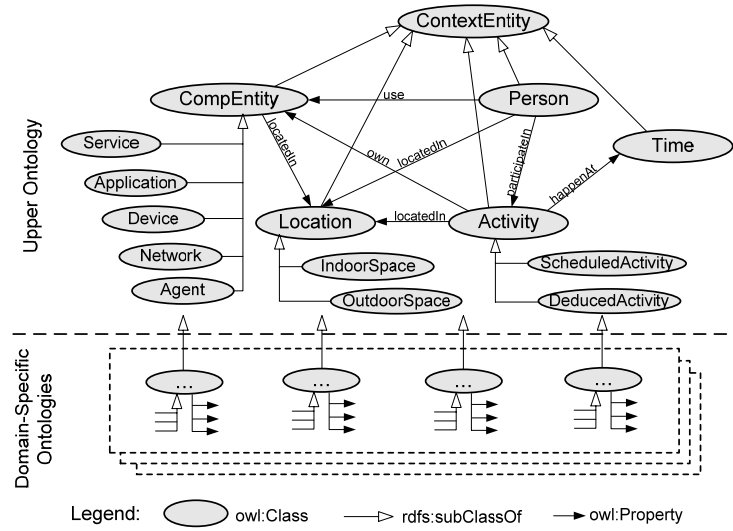 ContextEntity
CompEntity
use
Person
Service
locatedIn
own
locatedIn
participateIn
Time
Application
happenAt
Device
Location
locatedIn
Activity
Network
IndoorSpace
ScheduledActivity
Agent
OutdoorSpace
DeducedActivity
Upper Ontology
...
...
...
...
Domain-Specific
Ontologies
Legend:
owl:Class
rdfs:subClassOf
owl:Property